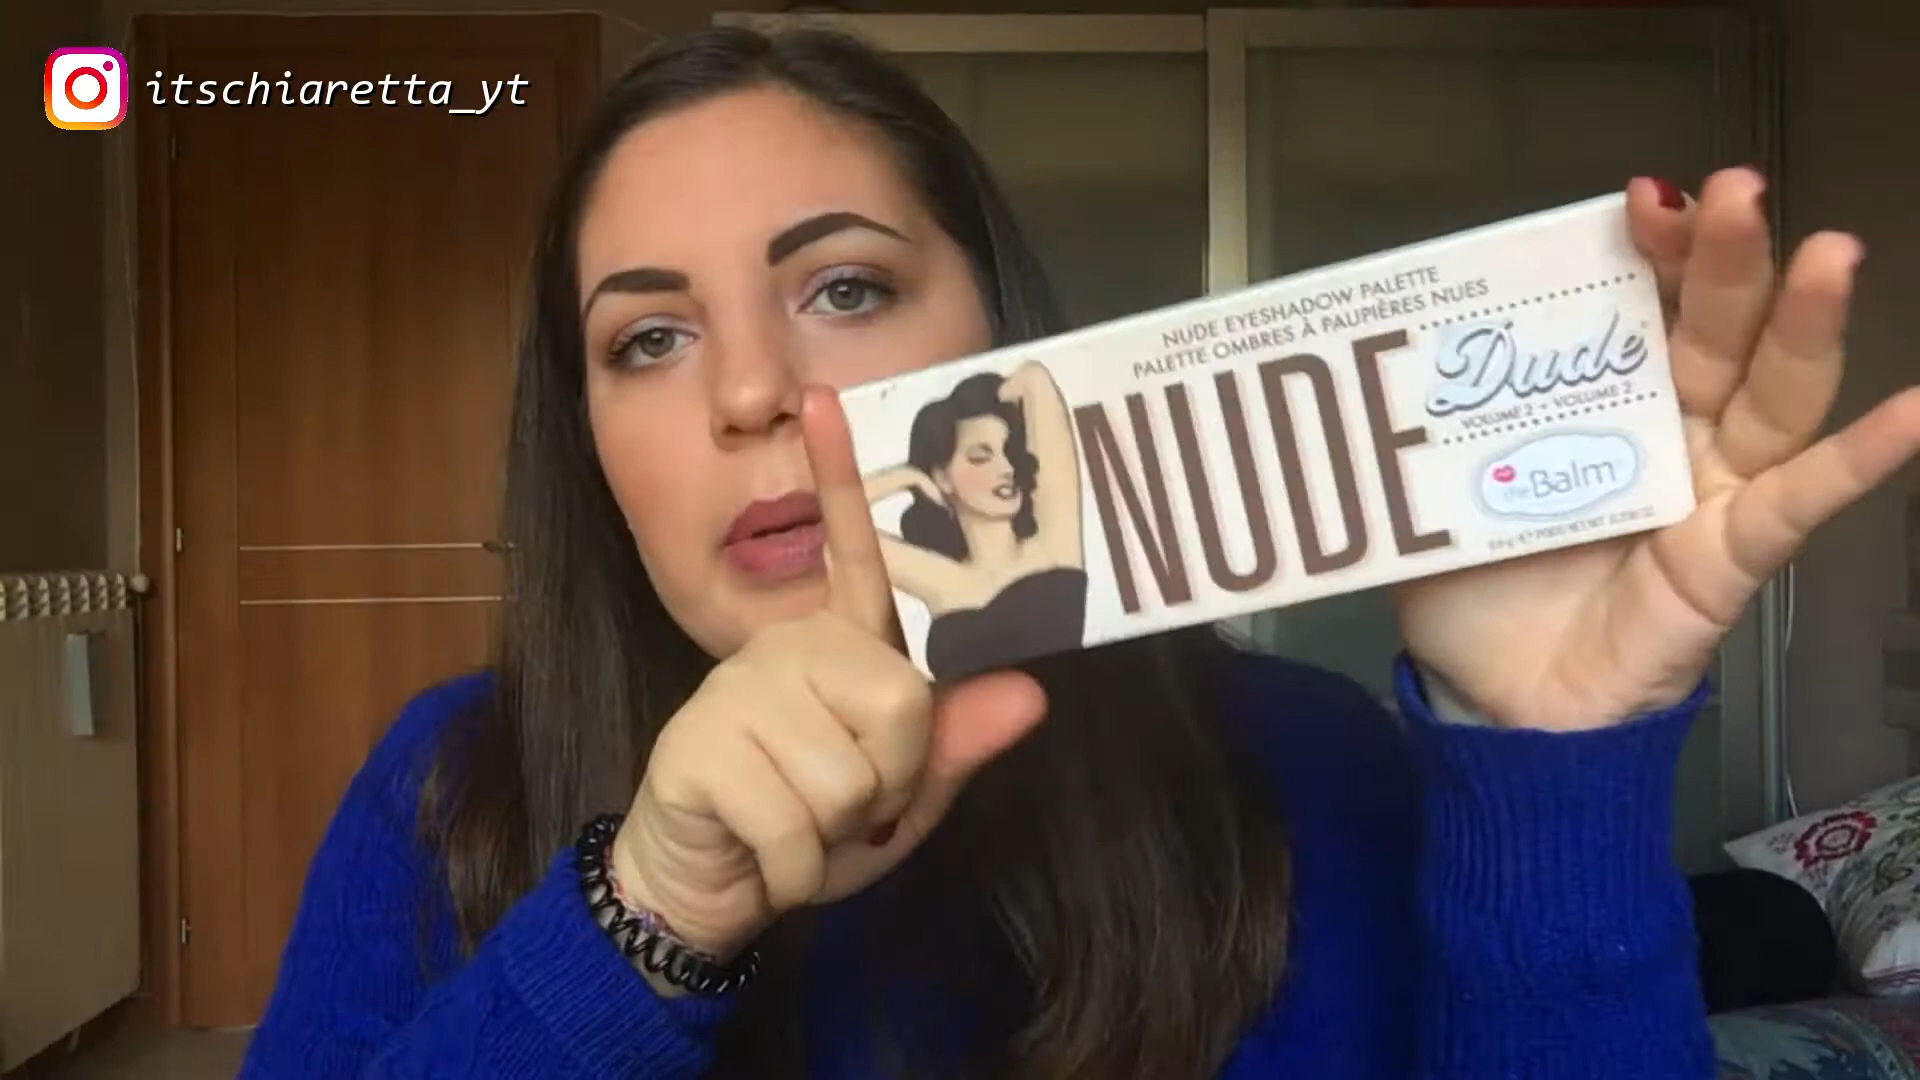 itschiaretta_yt
NUDE EYESHADOW PALETTE
PALETTE OMBRES À PAUPIÈRES NUES
NUDE
Dude
VOLUME 2 • VOLUME 2
theBalm